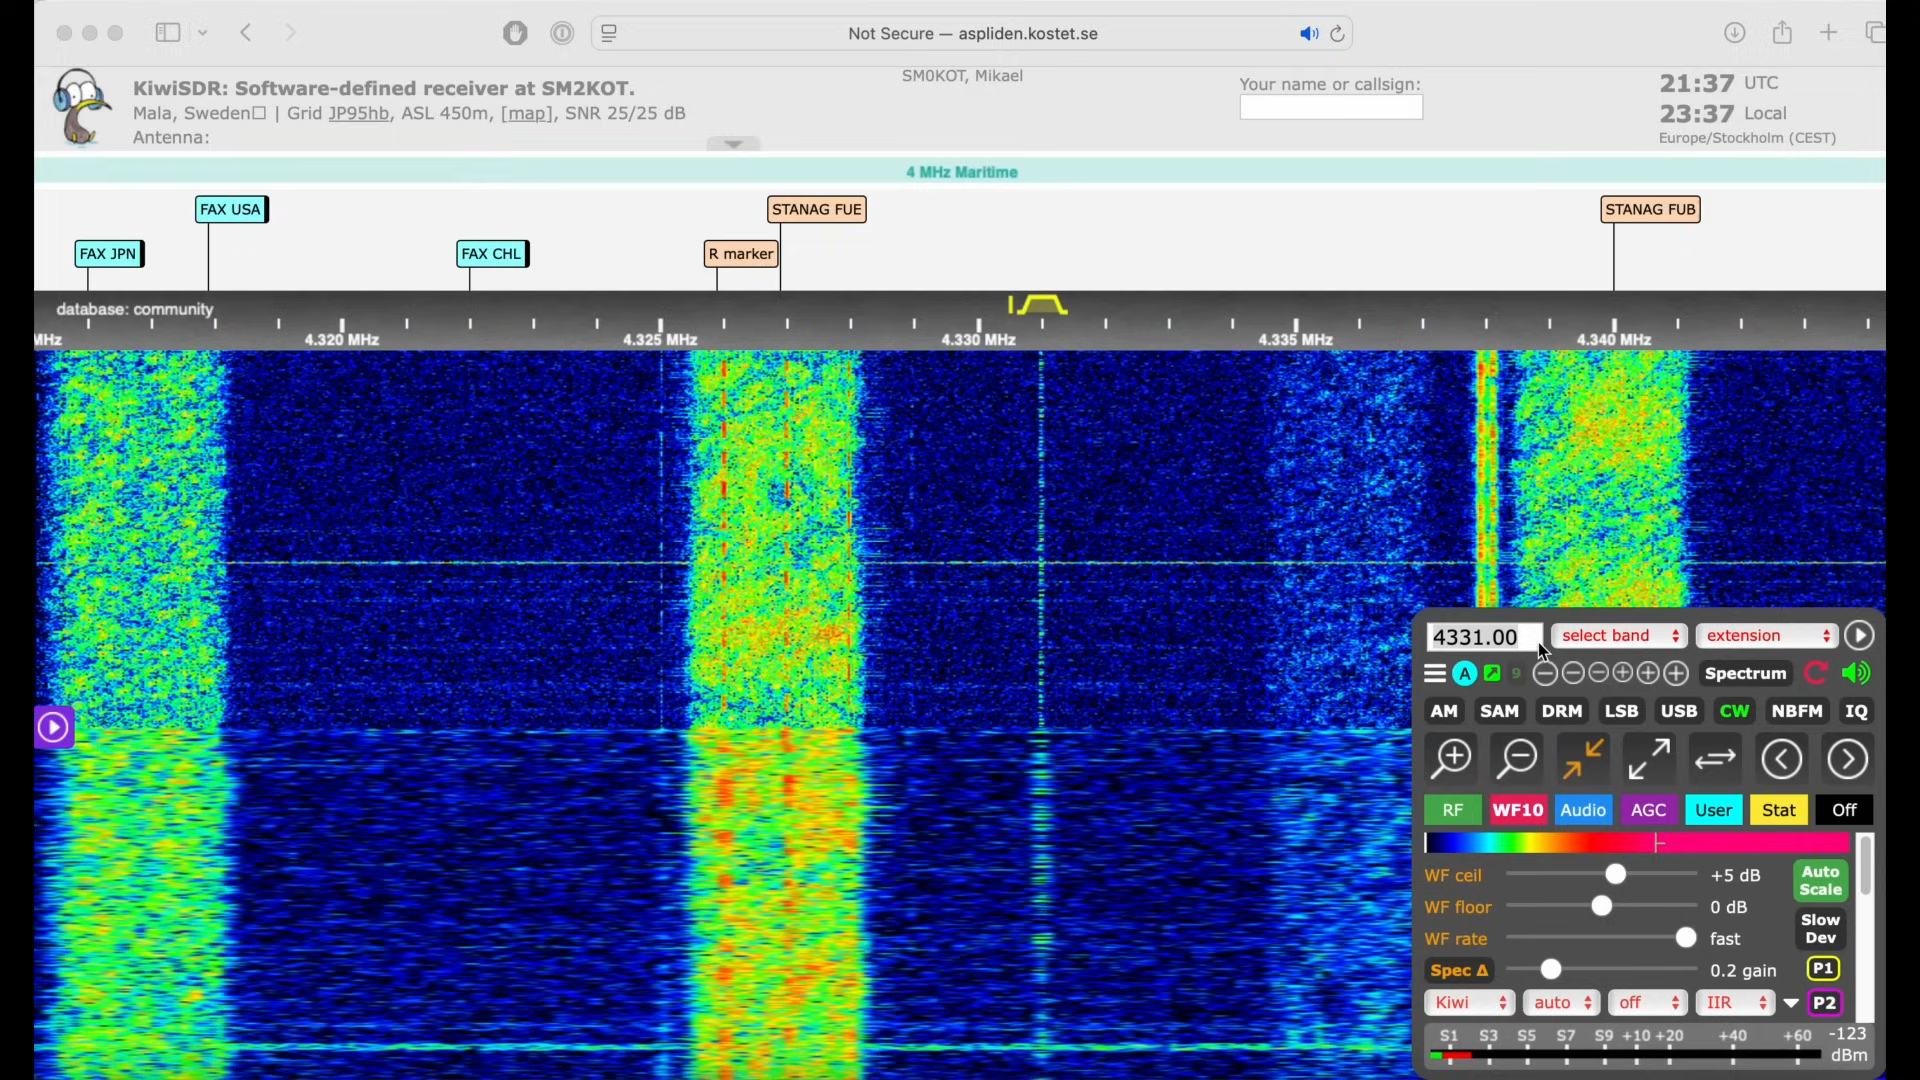 Not Secure — aspliden.kostet.se
KiwiSDR: Software-defined receiver at SM2KOT.
Mala, Sweden□ | Grid JP95hb, ASL 450m, [map], SNR 25/25 dB
Antenna:
SM0KOT, Mikael
Your name or callsign:
21:37 UTC
23:37 Local
Europe/Stockholm (CEST)
4 MHz Maritime
FAX USA
STANAG FUE
STANAG FUB
FAX JPN
FAX CHL
R marker
database: community
MHz
4.320 MHz
4.325 MHz
4.330 MHz
4.335 MHz
4.340 MHz
4331.00
select band
extension
A
9
Spectrum
AM SAM DRM LSB USB CW NBFM IQ
RF WF10 Audio AGC User Stat Off
WF ceil +5 dB
Auto Scale
WF floor 0 dB
WF rate fast
Slow Dev
Spec Δ 0.2 gain
P1
Kiwi auto off IIR P2
S1 S3 S5 S7 S9 +10 +20 +40 +60 -123 dBm